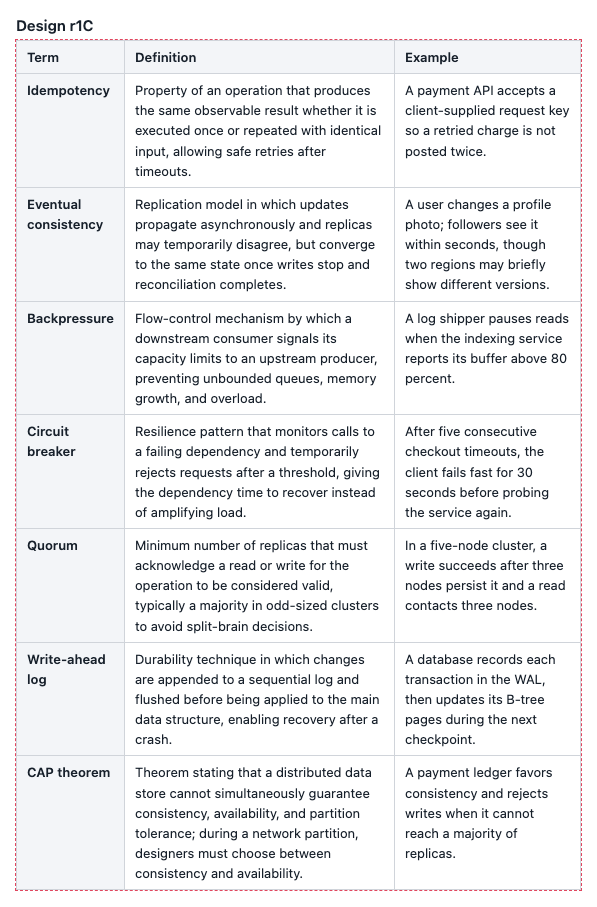 Design r1C
Term
Definition
Example
Idempotency
Property of an operation that produces
the same observable result whether it is
executed once or repeated with identical
input, allowing safe retries after
timeouts.
A payment API accepts a
client-supplied request key
so a retried charge is not
posted twice.
Eventual
consistency
Replication model in which updates
propagate asynchronously and replicas
may temporarily disagree, but converge
to the same state once writes stop and
reconciliation completes.
A user changes a profile
photo; followers see it
within seconds, though
two regions may briefly
show different versions.
Backpressure
Flow-control mechanism by which a
downstream consumer signals its
capacity limits to an upstream producer,
preventing unbounded queues, memory
growth, and overload.
A log shipper pauses reads
when the indexing service
reports its buffer above 80
percent.
Circuit
breaker
Resilience pattern that monitors calls to
a failing dependency and temporarily
rejects requests after a threshold, giving
the dependency time to recover instead
of amplifying load.
After five consecutive
checkout timeouts, the
client fails fast for 30
seconds before probing
the service again.
Quorum
Minimum number of replicas that must
acknowledge a read or write for the
operation to be considered valid,
typically a majority in odd-sized clusters
to avoid split-brain decisions.
In a five-node cluster, a
write succeeds after three
nodes persist it and a read
contacts three nodes.
Write-ahead
log
Durability technique in which changes
are appended to a sequential log and
flushed before being applied to the main
data structure, enabling recovery after a
crash.
A database records each
transaction in the WAL,
then updates its B-tree
pages during the next
checkpoint.
CAP theorem
Theorem stating that a distributed data
store cannot simultaneously guarantee
consistency, availability, and partition
tolerance; during a network partition,
designers must choose between
consistency and availability.
A payment ledger favors
consistency and rejects
writes when it cannot
reach a majority of
replicas.